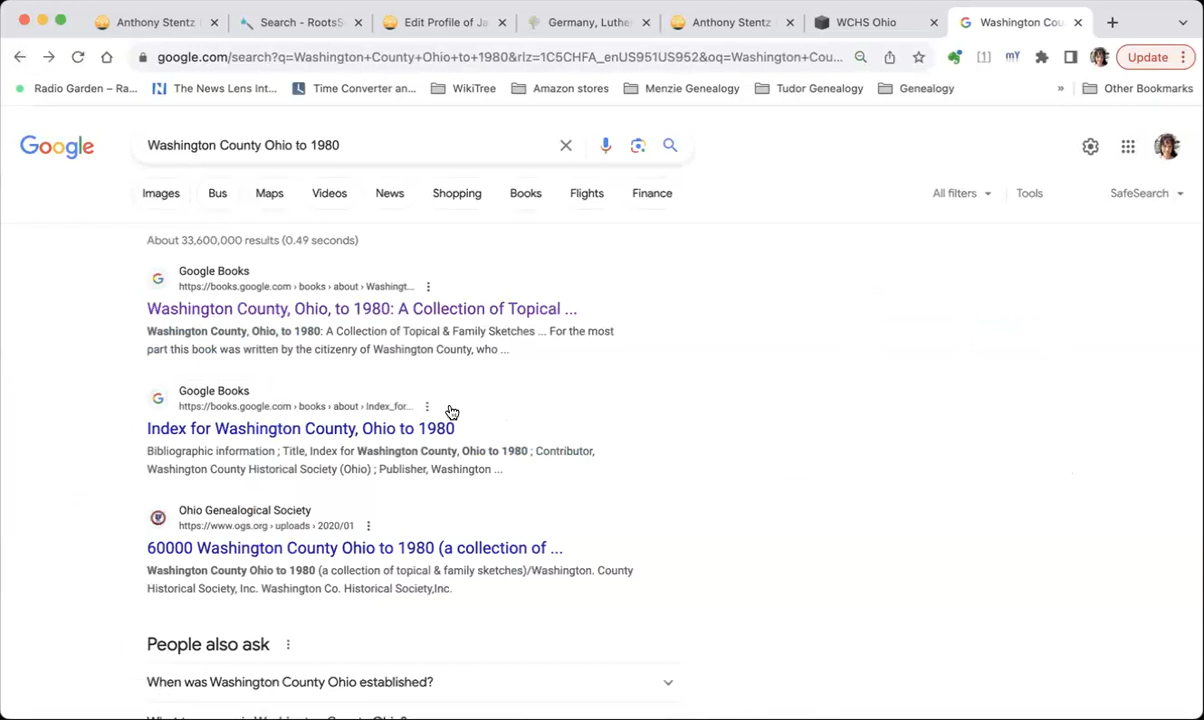 Anthony Stentz
Search - RootsS
Edit Profile of Ja
Germany, Luthe
Anthony Stentz
WCHS Ohio
Washington Cou
google.com/search?q=Washington+County+Ohio+to+1980&rlz=1C5CHFA_enUS951US952&oq=Washington+Cou...
Update
Radio Garden – Ra...
The News Lens Int...
Time Converter an...
WikiTree
Amazon stores
Menzie Genealogy
Tudor Genealogy
Genealogy
»
Other Bookmarks
Google
Washington County Ohio to 1980
Images
Bus
Maps
Videos
News
Shopping
Books
Flights
Finance
All filters
Tools
SafeSearch
About 33,600,000 results (0.49 seconds)
Google Books
https://books.google.com › books › about › Washingt...
Washington County, Ohio, to 1980: A Collection of Topical ...
Washington County, Ohio, to 1980: A Collection of Topical & Family Sketches ... For the most
part this book was written by the citizenry of Washington County, who ...
Google Books
https://books.google.com › books › about › Index_for...
Index for Washington County, Ohio to 1980
Bibliographic information ; Title, Index for Washington County, Ohio to 1980 ; Contributor,
Washington County Historical Society (Ohio) ; Publisher, Washington ...
Ohio Genealogical Society
https://www.ogs.org › uploads › 2020/01
60000 Washington County Ohio to 1980 (a collection of ...
Washington County Ohio to 1980 (a collection of topical & family sketches)/Washington. County
Historical Society, Inc. Washington Co. Historical Society,Inc.
People also ask
When was Washington County Ohio established?